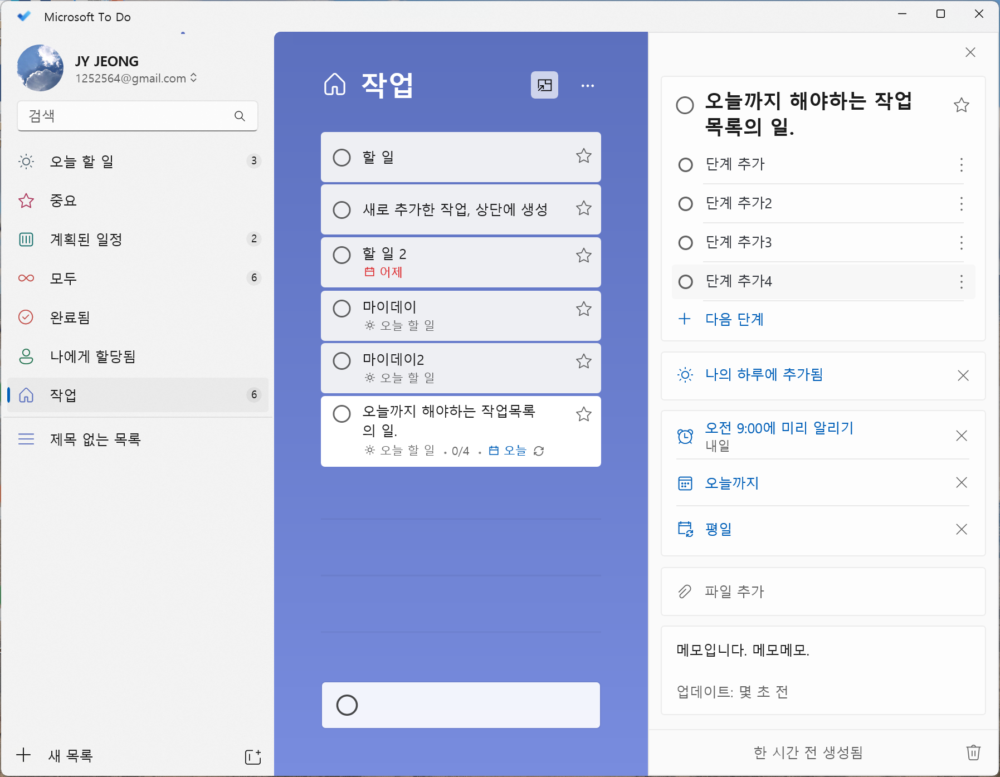 Microsoft To Do
JY JEONG
1252564@gmail.com
검색
오늘 할 일 3
중요
계획된 일정 2
모두 6
완료됨
나에게 할당됨
작업 6
제목 없는 목록
새 목록
작업
할 일
새로 추가한 작업, 상단에 생성
할 일 2
어제
마이데이
오늘 할 일
마이데이2
오늘 할 일
오늘까지 해야하는 작업목록
의 일.
오늘 할 일 • 0/4 • 오늘
오늘까지 해야하는 작업
목록의 일.
단계 추가
단계 추가2
단계 추가3
단계 추가4
다음 단계
나의 하루에 추가됨
오전 9:00에 미리 알리기
내일
오늘까지
평일
파일 추가
메모입니다. 메모메모.
업데이트: 몇 초 전
한 시간 전 생성됨